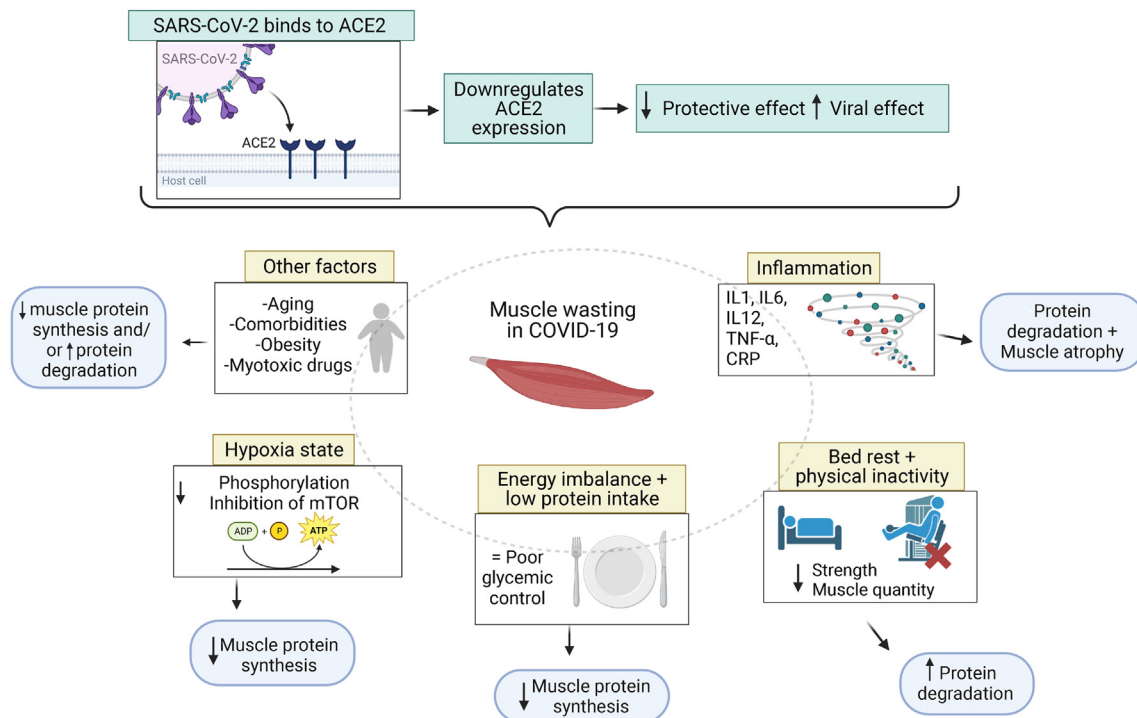 SARS-CoV-2 binds to ACE2
SARS-CoV-2
ACE2
Host cell
Downregulates
ACE2
expression
↓ Protective effect ↑ Viral effect
Other factors
-Aging
-Comorbidities
-Obesity
-Myotoxic drugs
↓ muscle protein
synthesis and/
or ↑ protein
degradation
Muscle wasting
in COVID-19
Inflammation
IL1, IL6,
IL12,
TNF-α,
CRP
Protein
degradation +
Muscle atrophy
Hypoxia state
↓ Phosphorylation
Inhibition of mTOR
ADP + P ATP
↓ Muscle protein
synthesis
Energy imbalance +
low protein intake
= Poor
glycemic
control
↓ Muscle protein
synthesis
Bed rest +
physical inactivity
↓ Strength
Muscle quantity
↑ Protein
degradation